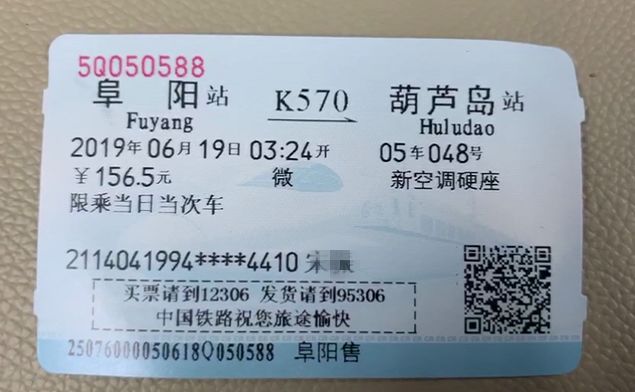 5Q050588
阜 阳站 K570 葫芦岛站
Fuyang Huludao
2019年06月19日03:24开 05车048号
￥156.5元 微 新空调硬座
限乘当日当次车
2114041994****4410
买票请到12306 发货请到95306
中国铁路祝您旅途愉快
25076000050618Q050588 阜阳售